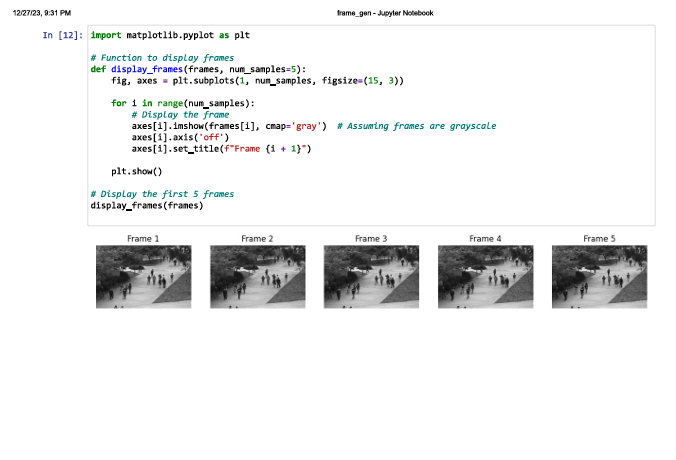 12/27/23, 9:31 PM
frame_gen - Jupyter Notebook
In [12]: import matplotlib.pyplot as plt
# Function to display frames
def display_frames(frames, num_samples=5):
    fig, axes = plt.subplots(1, num_samples, figsize=(15, 3))
    for i in range(num_samples):
        # Display the frame
        axes[i].imshow(frames[i], cmap='gray')  # Assuming frames are grayscale
        axes[i].axis('off')
        axes[i].set_title(f"Frame {i + 1}")
    plt.show()
# Display the first 5 frames
display_frames(frames)
Frame 1 Frame 2 Frame 3 Frame 4 Frame 5